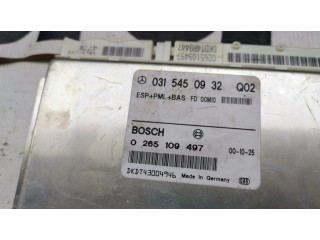 031 545 09 32 Q02
ESP+PML+BAS FD 00M10
BOSCH
0 265 109 497
00-10-25
DKD743004946
Made in Germany